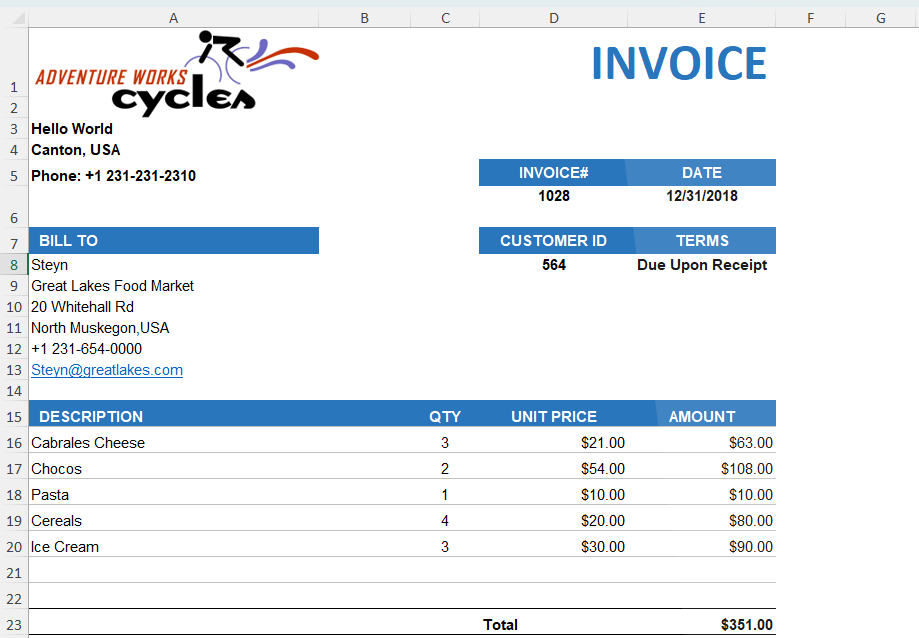 A B C D E F G
1 ADVENTURE WORKS cycles INVOICE
2
3 Hello World
4 Canton, USA
5 Phone: +1 231-231-2310 INVOICE# DATE
6 1028 12/31/2018
7 BILL TO CUSTOMER ID TERMS
8 Steyn 564 Due Upon Receipt
9 Great Lakes Food Market
10 20 Whitehall Rd
11 North Muskegon,USA
12 +1 231-654-0000
13 Steyn@greatlakes.com
14
15 DESCRIPTION QTY UNIT PRICE AMOUNT
16 Cabrales Cheese 3 $21.00 $63.00
17 Chocos 2 $54.00 $108.00
18 Pasta 1 $10.00 $10.00
19 Cereals 4 $20.00 $80.00
20 Ice Cream 3 $30.00 $90.00
21
22
23 Total $351.00